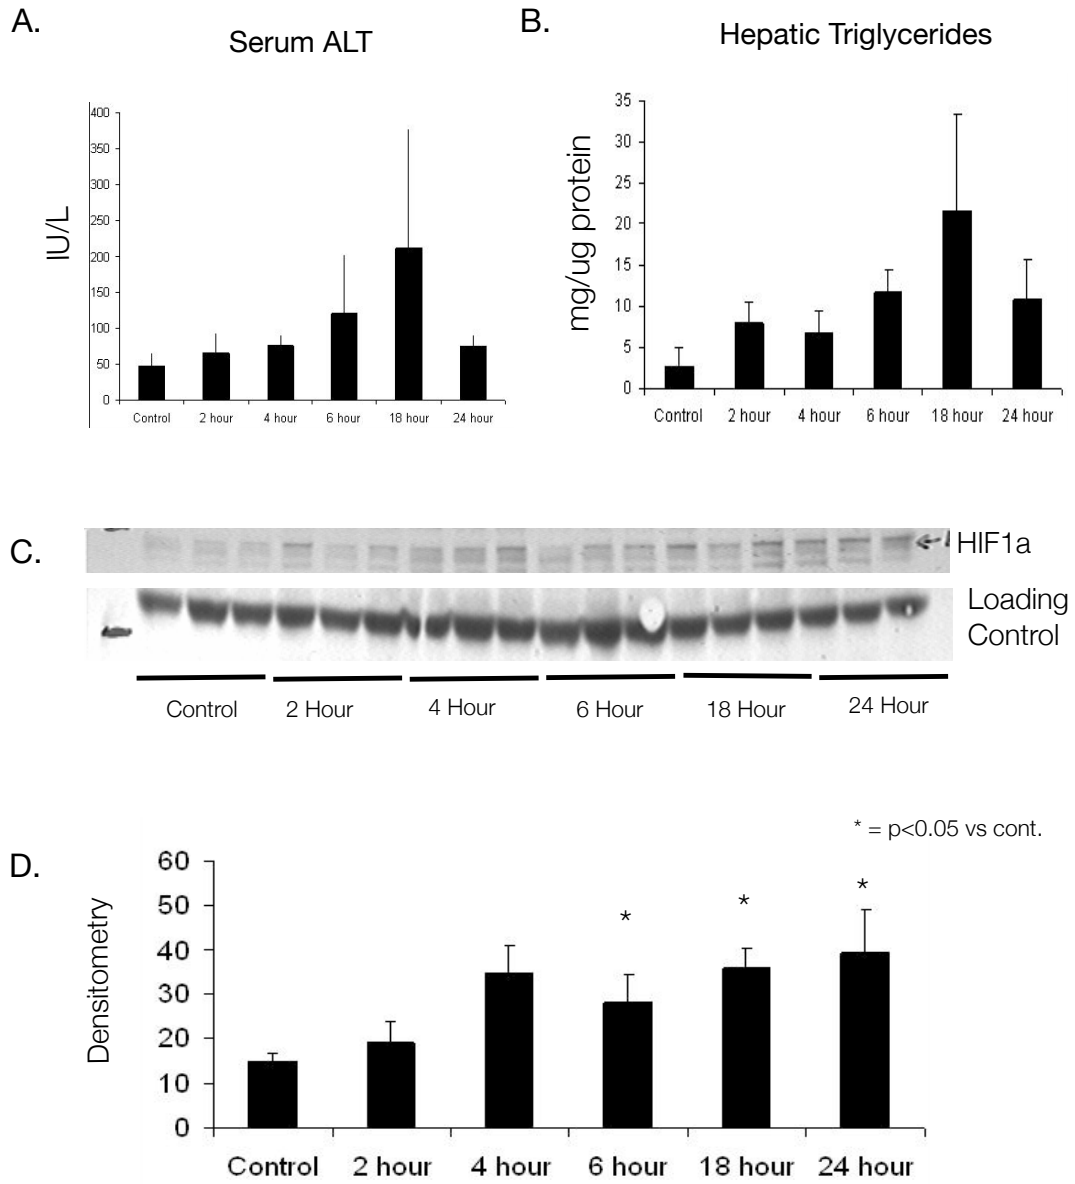 A.
Serum ALT
IU/L
400
350
300
250
200
150
100
50
0
Control 2 hour 4 hour 6 hour 18 hour 24 hour
B.
Hepatic Triglycerides
mg/ug protein
35
30
25
20
15
10
5
0
Control 2 hour 4 hour 6 hour 18 hour 24 hour
C.
HIF1a
Loading
Control
Control 2 Hour 4 Hour 6 Hour 18 Hour 24 Hour
* = p<0.05 vs cont.
D.
Densitometry
60
50
40
30
20
10
0
* * *
Control 2 hour 4 hour 6 hour 18 hour 24 hour